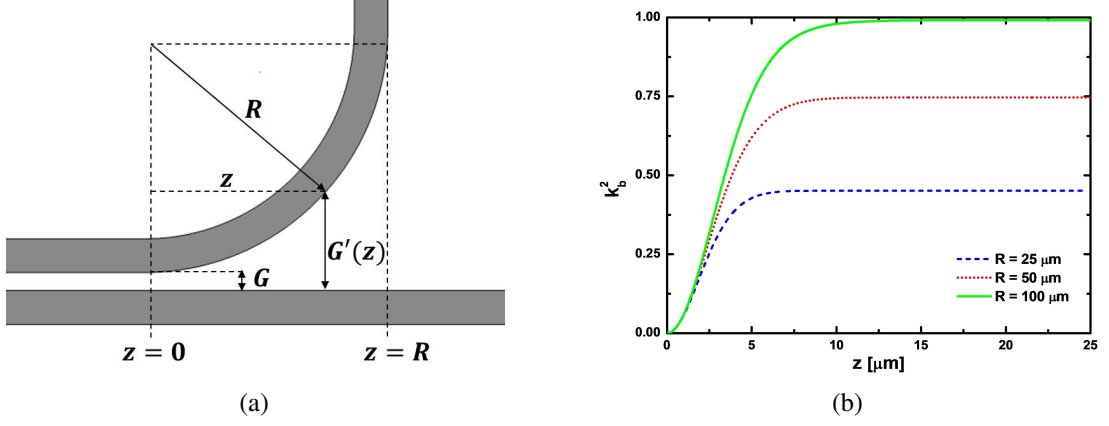 R
z
G′(z)
G
z = 0
z = R
(a)
k_b^2
1.00
0.75
0.50
0.25
0.00
R = 25 μm
R = 50 μm
R = 100 μm
0 5 10 15 20 25
z [μm]
(b)